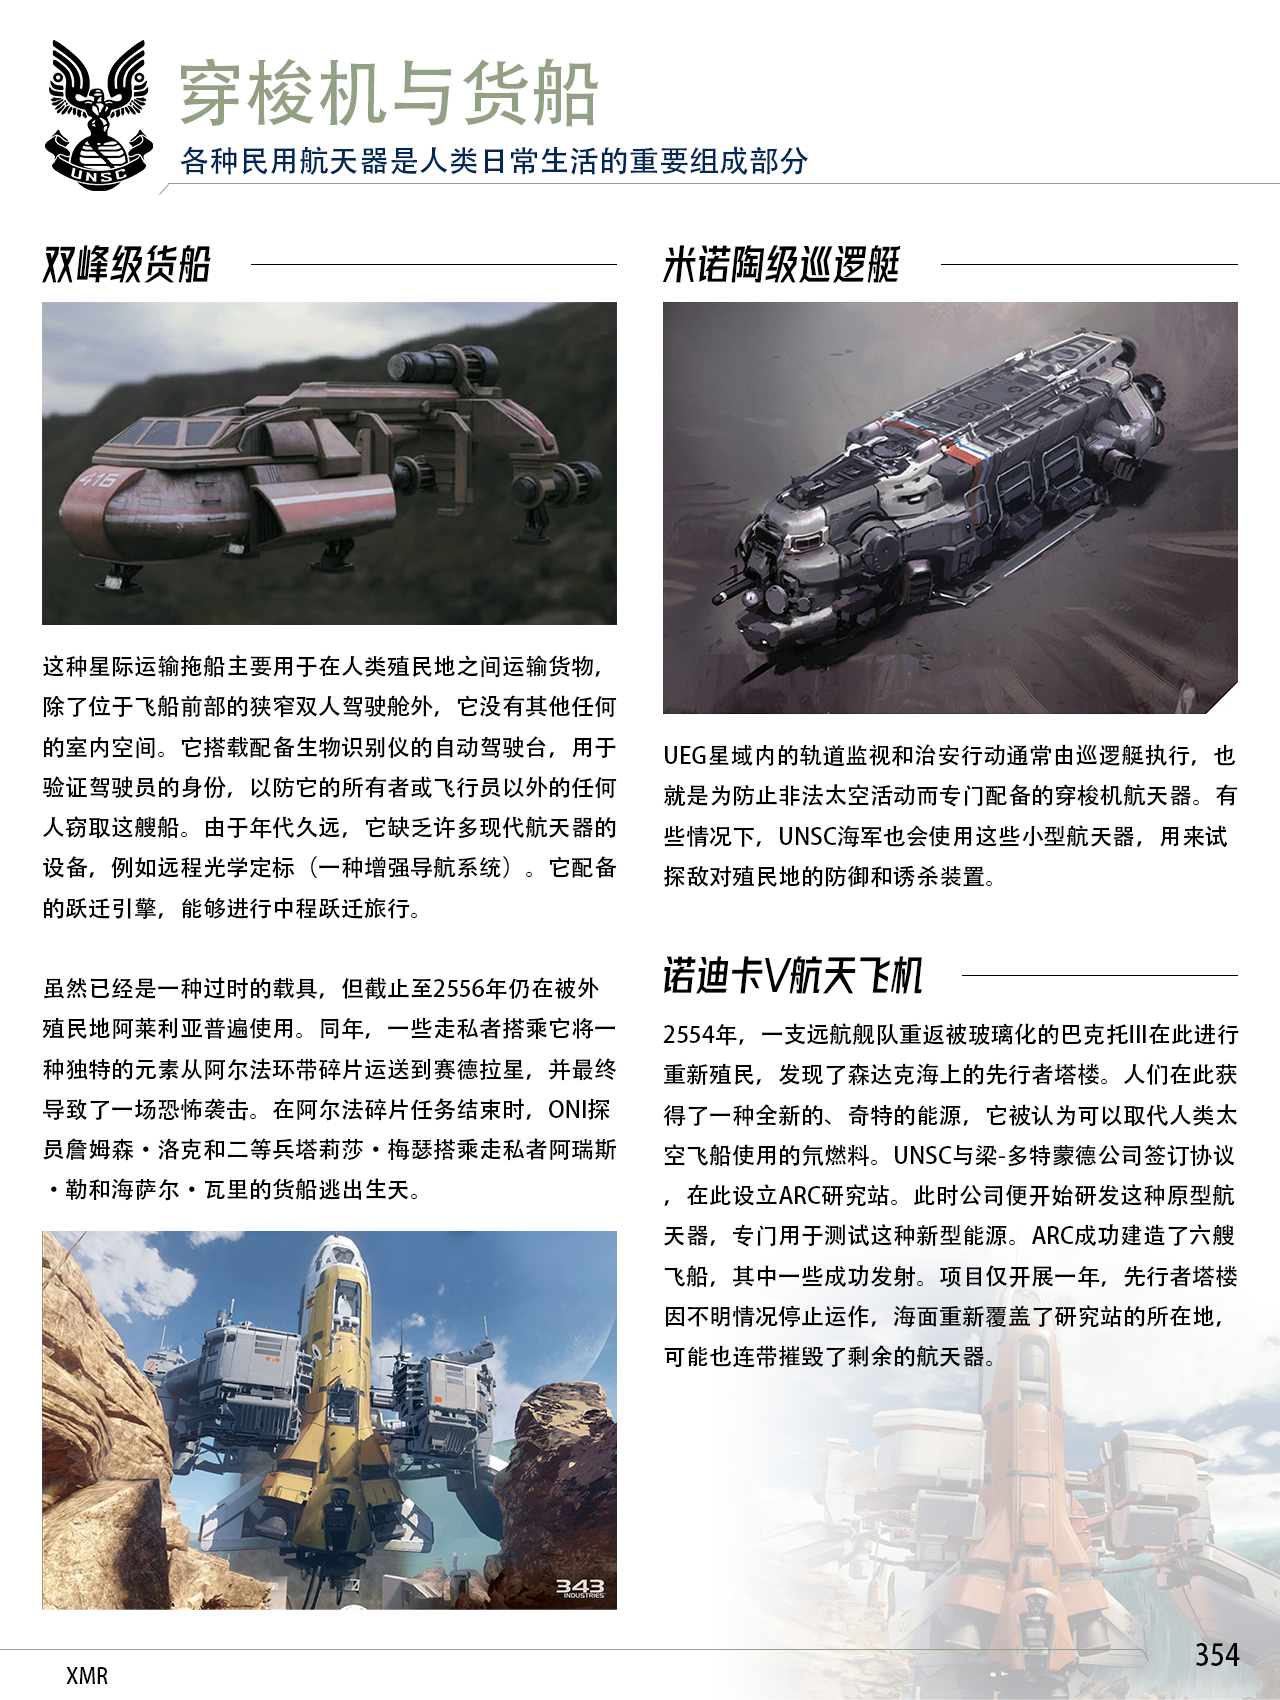 UNSC
穿梭机与货船
各种民用航天器是人类日常生活的重要组成部分
双峰级货船
416
这种星际运输拖船主要用于在人类殖民地之间运输货物，
除了位于飞船前部的狭窄双人驾驶舱外，它没有其他任何
的室内空间。它搭载配备生物识别仪的自动驾驶台，用于
验证驾驶员的身份，以防它的所有者或飞行员以外的任何
人窃取这艘船。由于年代久远，它缺乏许多现代航天器的
设备，例如远程光学定标（一种增强导航系统）。它配备
的跃迁引擎，能够进行中程跃迁旅行。
虽然已经是一种过时的载具，但截止至2556年仍在被外
殖民地阿莱利亚普遍使用。同年，一些走私者搭乘它将一
种独特的元素从阿尔法环带碎片运送到赛德拉星，并最终
导致了一场恐怖袭击。在阿尔法碎片任务结束时，ONI探
员詹姆森・洛克和二等兵塔莉莎・梅瑟搭乘走私者阿瑞斯
・勒和海萨尔・瓦里的货船逃出生天。
343
INDUSTRIES
米诺陶级巡逻艇
UEG星域内的轨道监视和治安行动通常由巡逻艇执行，也
就是为防止非法太空活动而专门配备的穿梭机航天器。有
些情况下，UNSC海军也会使用这些小型航天器，用来试
探敌对殖民地的防御和诱杀装置。
诺迪卡V航天飞机
2554年，一支远航舰队重返被玻璃化的巴克托III在此进行
重新殖民，发现了森达克海上的先行者塔楼。人们在此获
得了一种全新的、奇特的能源，它被认为可以取代人类太
空飞船使用的氘燃料。UNSC与梁-多特蒙德公司签订协议
，在此设立ARC研究站。此时公司便开始研发这种原型航
天器，专门用于测试这种新型能源。ARC成功建造了六艘
飞船，其中一些成功发射。项目仅开展一年，先行者塔楼
因不明情况停止运作，海面重新覆盖了研究站的所在地，
可能也连带摧毁了剩余的航天器。
XMR
354